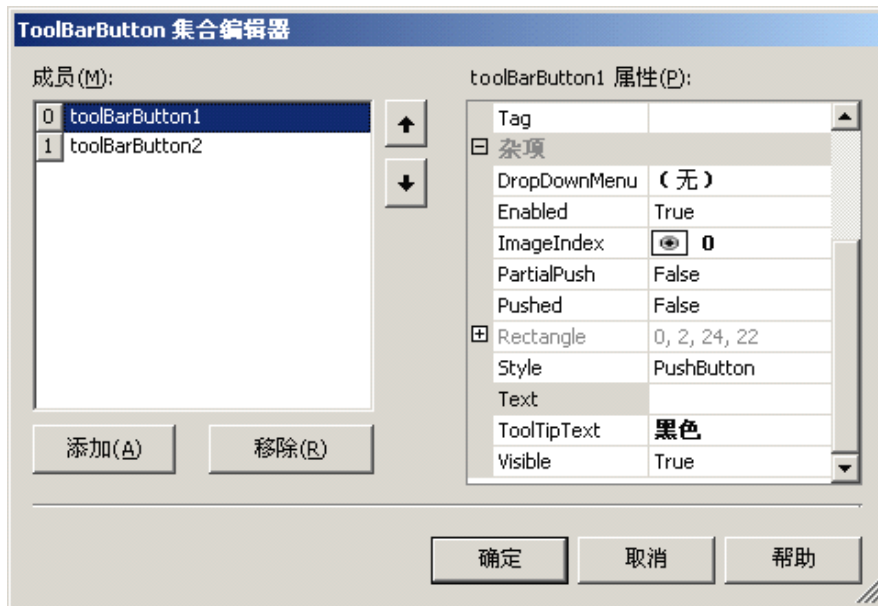 ToolBarButton 集合编辑器
成员(M):
0 toolBarButton1
1 toolBarButton2
添加(A)
移除(R)
toolBarButton1 属性(P):
Tag
杂项
DropDownMenu (无)
Enabled True
ImageIndex 0
PartialPush False
Pushed False
Rectangle 0, 2, 24, 22
Style PushButton
Text
ToolTipText 黑色
Visible True
确定
取消
帮助